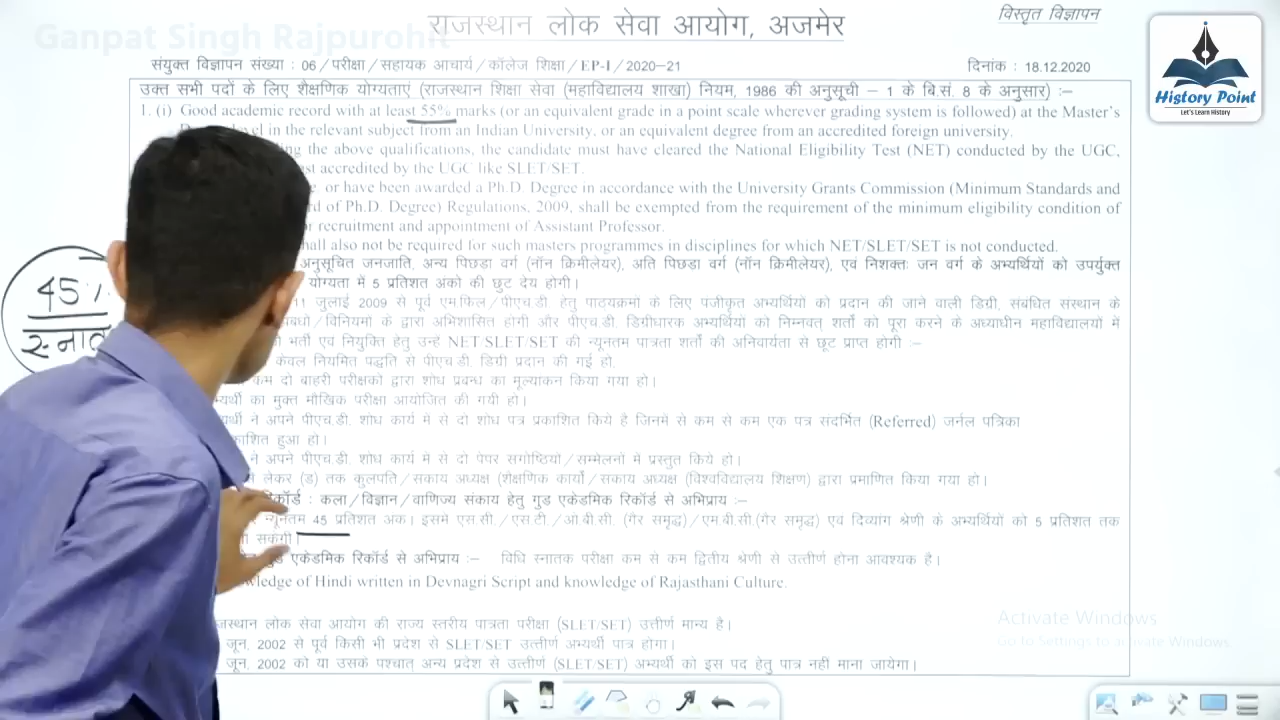 Ganpat Singh Rajpurohit
राजस्थान लोक सेवा आयोग, अजमेर
विस्तृत विज्ञापन
History Point
Let's Learn History
संयुक्त विज्ञापन संख्या : 06/परीक्षा/सहायक आचार्य/कॉलेज शिक्षा/EP-I/2020-21
दिनांक : 18.12.2020
उक्त सभी पदों के लिए शैक्षणिक योग्यताएं (राजस्थान शिक्षा सेवा (महाविद्यालय शाखा) नियम, 1986 की अनुसूची - 1 के बि.सं. 8 के अनुसार) :-
1. (i) Good academic record with at least 55% an equivalent grade in a point scale wherever grading system is followed) at the Master's
level in the relevant subject from an Indian University, or an equivalent degree from an accredited foreign university.
the above qualifications, the candidate must have cleared the National Eligibility Test (NET) conducted by the UGC,
accredited by the UGC like SLET/SET.
or have been awarded a Ph.D. Degree in accordance with the University Grants Commission (Minimum Standards and
of Ph.D. Degree) Regulations, 2009, shall be exempted from the requirement of the minimum eligibility condition of
recruitment and appointment of Assistant Professor.
shall also not be required for such masters programmes in disciplines for which NET/SLET/SET is not conducted.
अनुसूचित जनजाति, अन्य पिछडा वर्ग (नॉन क्रिमीलेयर), अति पिछडा वर्ग (नॉन क्रिमीलेयर), एवं निशक्त: जन वर्ग के अभ्यर्थियों को उपर्युक्त
योग्यता में 5 प्रतिशत अंको की छुट देय होगी।
11 जुलाई 2009 से पूर्व एम.फिल/पीएच.डी. हेतु पाठयक्रमों के लिए पंजीकृत अभ्यर्थियों को प्रदान की जाने वाली डिग्री, संबंधित संस्थान के
/विनियमों के द्वारा अभिशासित होगी और पीएच.डी. डिग्रीधारक अभ्यर्थियों को निम्नवत् शर्तो को पूरा करने के अध्याधीन महाविद्यालयों में
भर्ती एवं नियुक्ति हेतु उन्हें NET/SLET/SET की न्यूनतम पात्रता शर्तो की अनिवार्यता से छूट प्राप्त होगी :-
केवल नियमित पद्धति से पीएच.डी. डिग्री प्रदान की गई हो.
कम दो बाहरी परीक्षको द्वारा शोध प्रबन्ध का मूल्यांकन किया गया हो।
का मुक्त मौखिक परीक्षा आयोजित की गयी हो।
ने अपने पीएच.डी. शोध कार्य में से दो शोध पत्र प्रकाशित किये है जिनमें से कम से कम एक पत्र संदर्भित (Referred) जर्नल पत्रिका
हुआ हो।
ने अपने पीएच.डी. शोध कार्य में से दो पेपर संगोष्ठियों/सम्मेलनों में प्रस्तुत किये हो।
लेकर (ड) तक कुलपति/सकाय अध्यक्ष (शैक्षणिक कार्यो/सकाय अध्यक्ष (विश्वविद्यालय शिक्षण) द्वारा प्रमाणित किया गया हो।
रिकॉर्ड : कला/विज्ञान/वाणिज्य संकाय हेतु गुड एकेडमिक रिकॉर्ड से अभिप्राय :-
न्यूनतम 45 प्रतिशत अंक। इसमें एस.सी./एस.टी./ओ.बी.सी. (गैर समृद्ध)/एम.बी.सी.(गैर समृद्ध) एवं दिव्यांग श्रेणी के अभ्यर्थियों को 5 प्रतिशत तक
सकेगी।
गुड एकेडमिक रिकॉर्ड से अभिप्राय :- विधि स्नातक परीक्षा कम से कम द्वितीय श्रेणी से उत्तीर्ण होना आवश्यक है।
of Hindi written in Devnagri Script and knowledge of Rajasthani Culture.
लोक सेवा आयोग की राज्य स्तरीय पात्रता परीक्षा (SLET/SET) उत्तीर्ण मान्य है।
जून, 2002 से पूर्व किसी भी प्रदेश से SLET/SET उत्तीर्ण अभ्यर्थी पात्र होगा।
जून, 2002 को या उसके पश्चात् अन्य प्रदेश से उत्तीर्ण (SLET/SET) अभ्यर्थी को इस पद हेतु पात्र नहीं माना जायेगा।
45%
Activate Windows
Go to Settings to activate Windows.